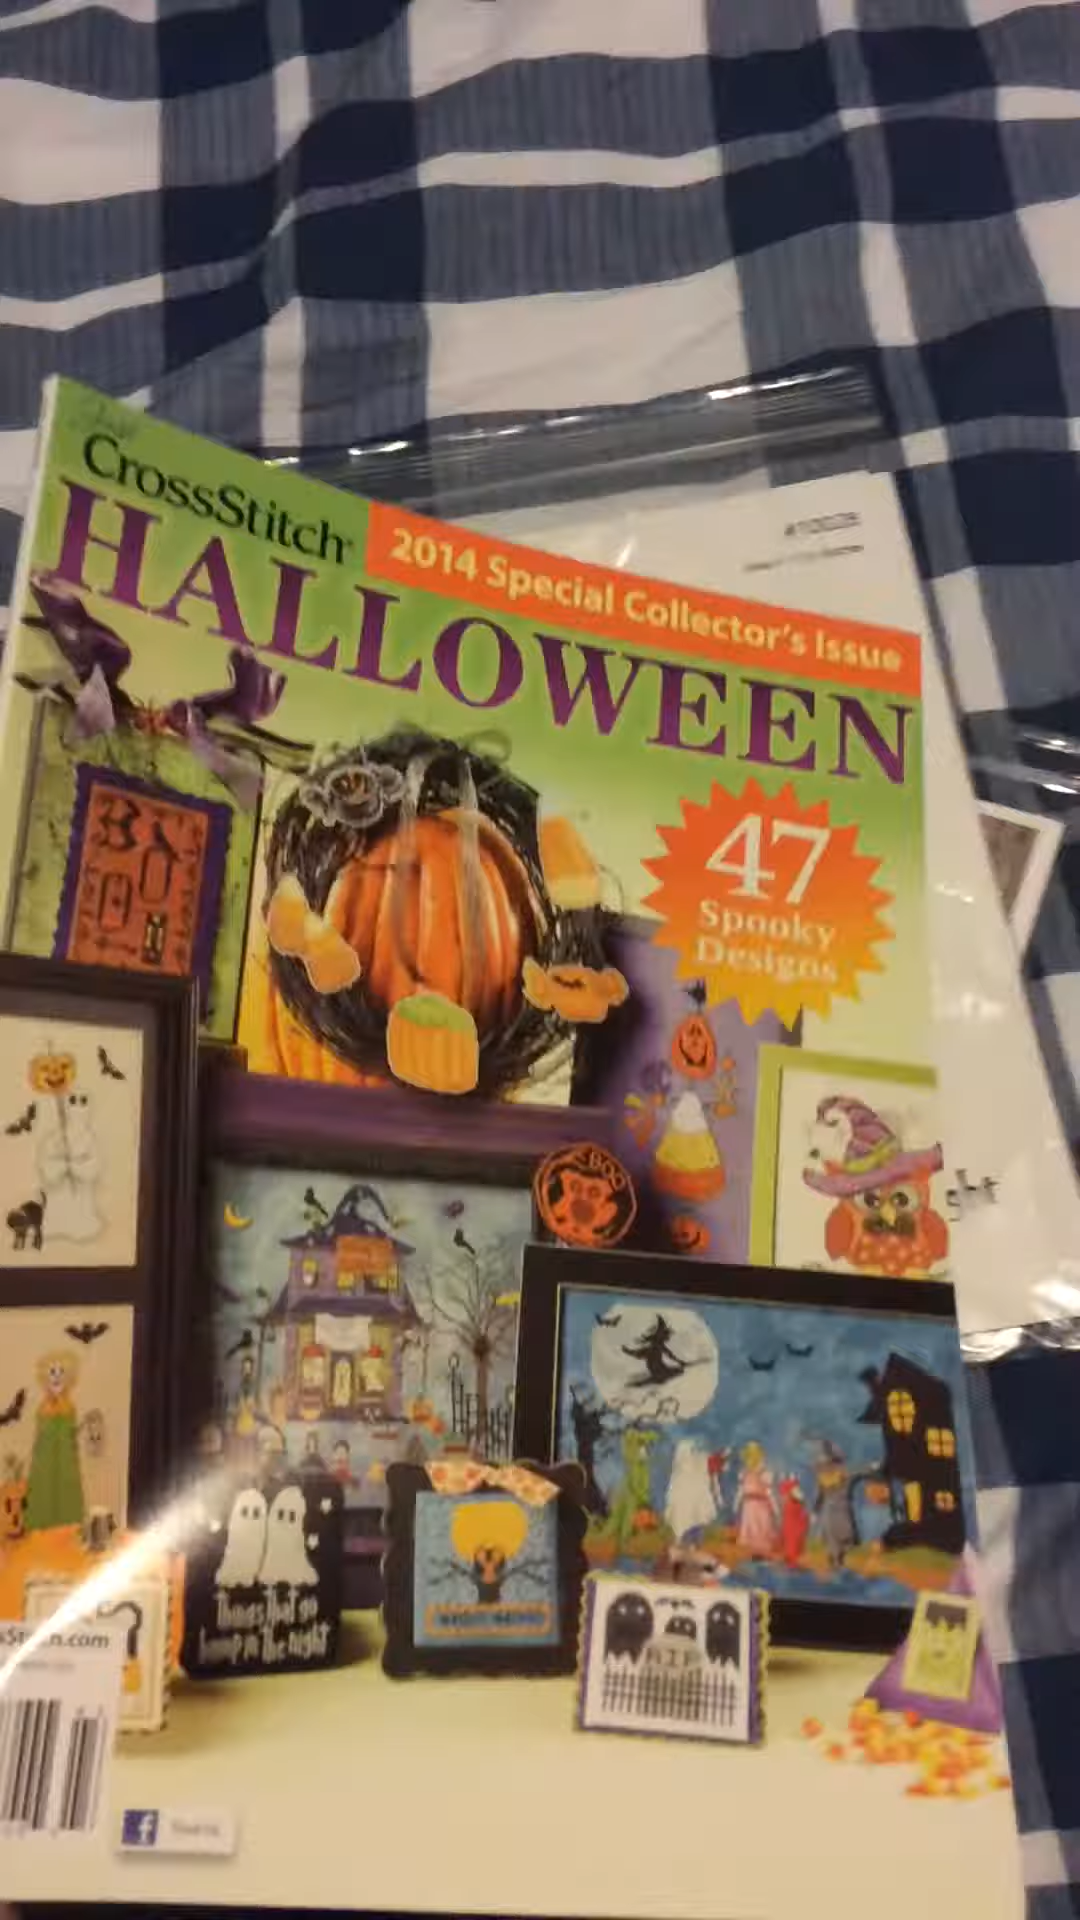 CrossStitch
HALLOWEEN
2014 Special Collector's Issue
47
Spooky
Designs
BOO
Things that go
bump in the night
RIP